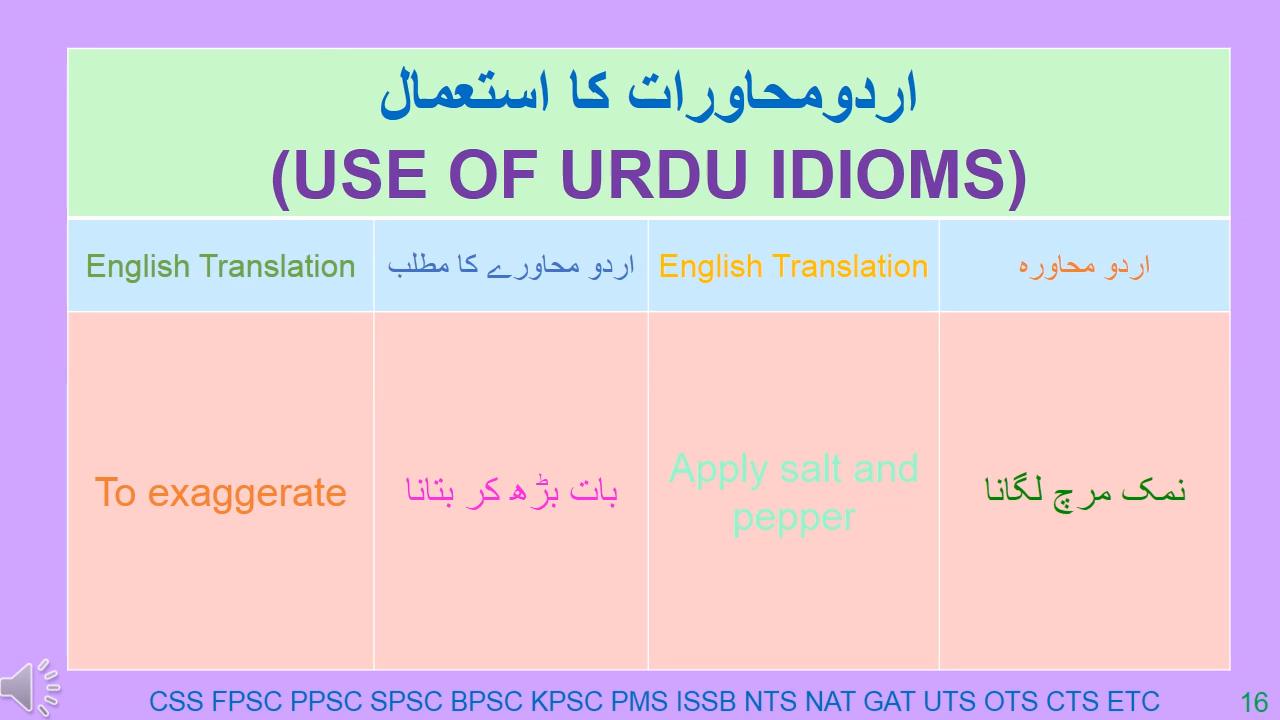 اردومحاورات کا استعمال
(USE OF URDU IDIOMS)
English Translation
اردو محاورے کا مطلب
English Translation
اردو محاورہ
To exaggerate
بات بڑھ کر بتانا
Apply salt and
pepper
نمک مرچ لگانا
CSS FPSC PPSC SPSC BPSC KPSC PMS ISSB NTS NAT GAT UTS OTS CTS ETC
16